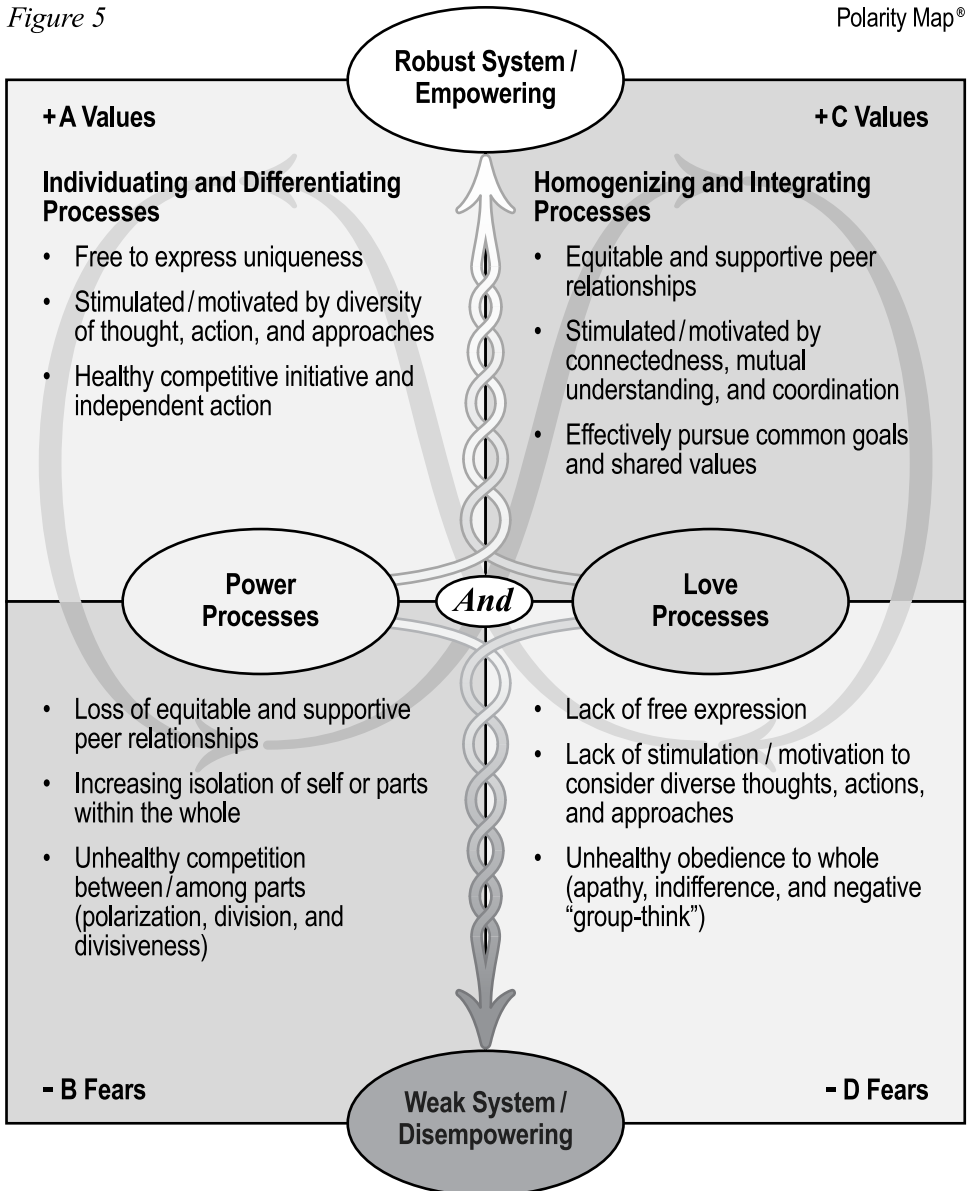 Figure 5
Polarity Map®
Robust System /
Empowering
+A Values
+C Values
Individuating and Differentiating
Processes
• Free to express uniqueness
• Stimulated/motivated by diversity
of thought, action, and approaches
• Healthy competitive initiative and
independent action
Homogenizing and Integrating
Processes
• Equitable and supportive peer
relationships
• Stimulated/motivated by
connectedness, mutual
understanding, and coordination
• Effectively pursue common goals
and shared values
Power
Processes
And
Love
Processes
• Loss of equitable and supportive
peer relationships
• Increasing isolation of self or parts
within the whole
• Unhealthy competition
between/among parts
(polarization, division, and
divisiveness)
• Lack of free expression
• Lack of stimulation / motivation to
consider diverse thoughts, actions,
and approaches
• Unhealthy obedience to whole
(apathy, indifference, and negative
“group-think”)
- B Fears
- D Fears
Weak System /
Disempowering